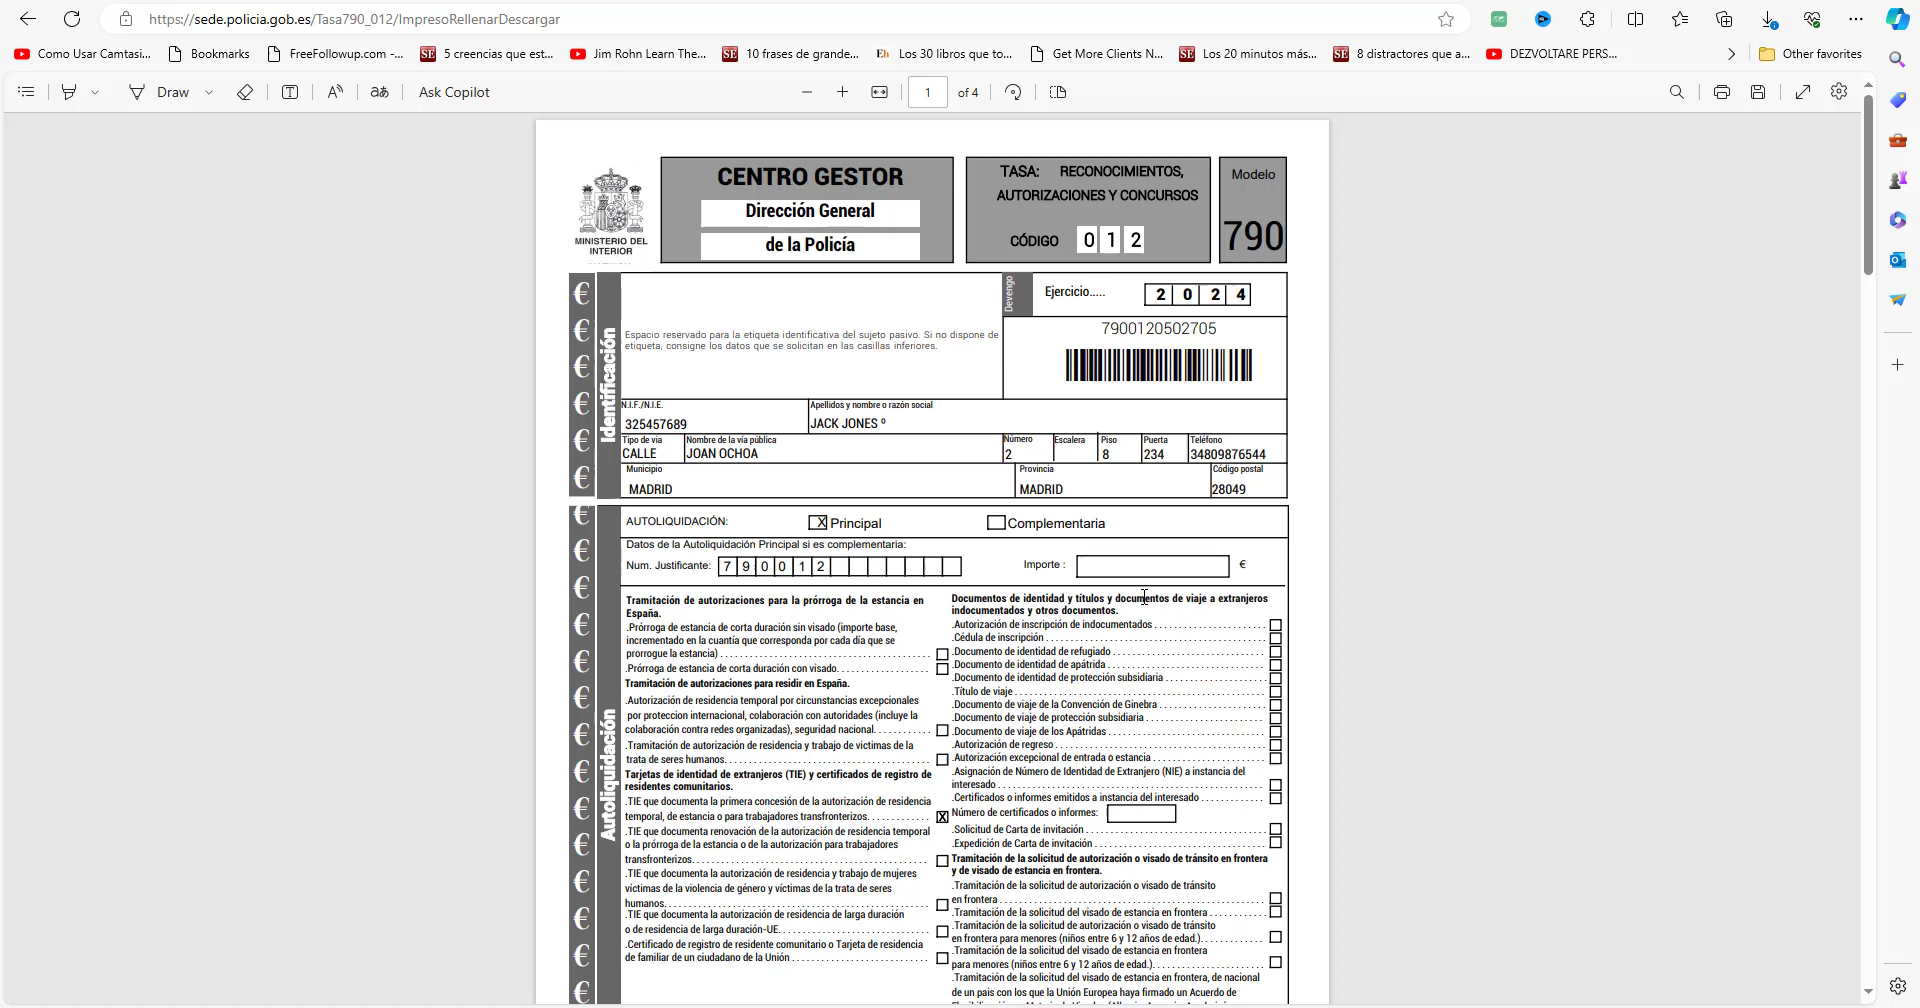 https://sede.policia.gob.es/Tasa790_012/ImpresoRellenarDescargar
Como Usar Camtasi...
Bookmarks
FreeFollowup.com -...
5 creencias que est...
Jim Rohn Learn The...
10 frases de grande...
Los 30 libros que to...
Get More Clients N...
Los 20 minutos más...
8 distractores que a...
DEZVOLTARE PERS...
Other favorites
Draw
Ask Copilot
1 of 4
MINISTERIO DEL
INTERIOR
CENTRO GESTOR
Dirección General
de la Policía
TASA: RECONOCIMIENTOS,
AUTORIZACIONES Y CONCURSOS
CÓDIGO 0 1 2
Modelo
790
Identificación
Espacio reservado para la etiqueta identificativa del sujeto pasivo. Si no dispone de
etiqueta, consigne los datos que se solicitan en las casillas inferiores.
Devengo
Ejercicio..... 2 0 2 4
7900120502705
N.I.F./N.I.E.
325457689
Apellidos y nombre o razón social
JACK JONES º
Tipo de via
CALLE
Nombre de la vía pública
JOAN OCHOA
Número
2
Escalera
Piso
8
Puerta
234
Teléfono
34809876544
Municipio
MADRID
Provincia
MADRID
Código postal
28049
Autoliquidación
AUTOLIQUIDACIÓN: X Principal Complementaria
Datos de la Autoliquidación Principal si es complementaria:
Num. Justificante: 7 9 0 0 1 2
Importe : €
Tramitación de autorizaciones para la prórroga de la estancia en
España.
.Prórroga de estancia de corta duración sin visado (importe base,
incrementado en la cuantía que corresponda por cada día que se
prorrogue la estancia)
.Prórroga de estancia de corta duración con visado.
Tramitación de autorizaciones para residir en España.
.Autorización de residencia temporal por circunstancias excepcionales
por proteccion internacional, colaboración con autoridades (incluye la
colaboración contra redes organizadas), seguridad nacional.
.Tramitación de autorización de residencia y trabajo de victimas de la
trata de seres humanos.
Tarjetas de identidad de extranjeros (TIE) y certificados de registro de
residentes comunitarios.
.TIE que documenta la primera concesión de la autorización de residencia
temporal, de estancia o para trabajadores transfronterizos. X
.TIE que documenta renovación de la autorización de residencia temporal
o la prórroga de la estancia o de la autorización para trabajadores
transfronterizos.
.TIE que documenta la autorización de residencia y trabajo de mujeres
víctimas de la violencia de género y víctimas de la trata de seres
humanos.
.TIE que documenta la autorización de residencia de larga duración
o de residencia de larga duración-UE.
.Certificado de registro de residente comunitario o Tarjeta de residencia
de familiar de un ciudadano de la Unión
Documentos de identidad y títulos y documentos de viaje a extranjeros
indocumentados y otros documentos.
.Autorización de inscripción de indocumentados
.Cédula de inscripción
.Documento de identidad de refugiado
.Documento de identidad de apátrida
.Documento de identidad de protección subsidiaria
.Título de viaje
.Documento de viaje de la Convención de Ginebra
.Documento de viaje de protección subsidiaria
.Documento de viaje de los Apátridas
.Autorización de regreso
.Autorización excepcional de entrada o estancia
.Asignación de Número de Identidad de Extranjero (NIE) a instancia del
interesado
.Certificados o informes emitidos a instancia del interesado
Número de certificados o informes:
.Solicitud de Carta de invitación
.Expedición de Carta de invitación
Tramitación de la solicitud de autorización o visado de tránsito en frontera
y de visado de estancia en frontera.
.Tramitación de la solicitud de autorización o visado de tránsito
en frontera
.Tramitación de la solicitud del visado de estancia en frontera
.Tramitación de la solicitud de autorización o visado de tránsito
en frontera para menores (niños entre 6 y 12 años de edad.)
.Tramitación de la solicitud del visado de estancia en frontera
para menores (niños entre 6 y 12 años de edad.).
.Tramitación de la solicitud del visado de estancia en frontera, de nacional
de un pais con los que la Unión Europea haya firmado un Acuerdo de